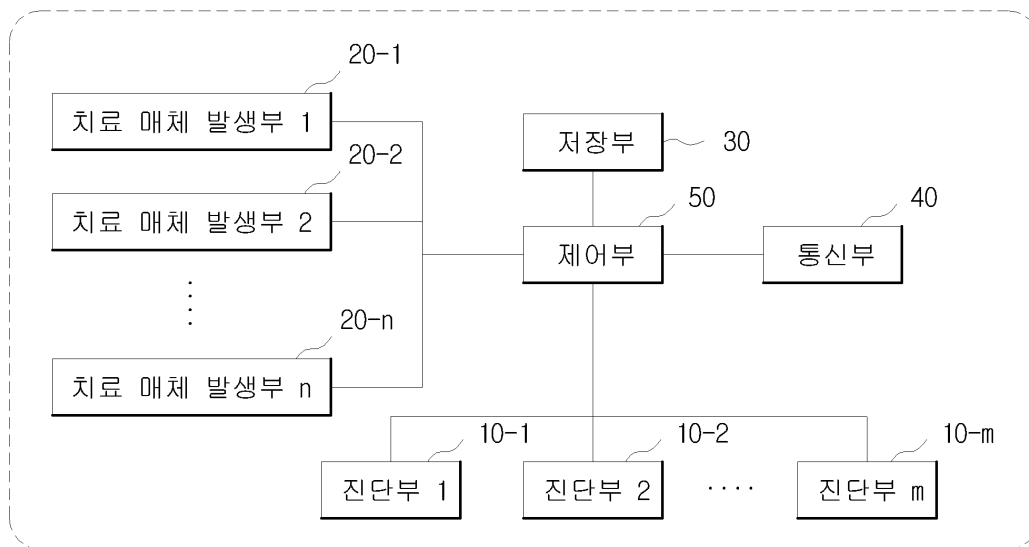 20-1
치료 매체 발생부 1
20-2
치료 매체 발생부 2
20-n
치료 매체 발생부 n
저장부
30
50
제어부
40
통신부
10-1
진단부 1
10-2
진단부 2
10-m
진단부 m